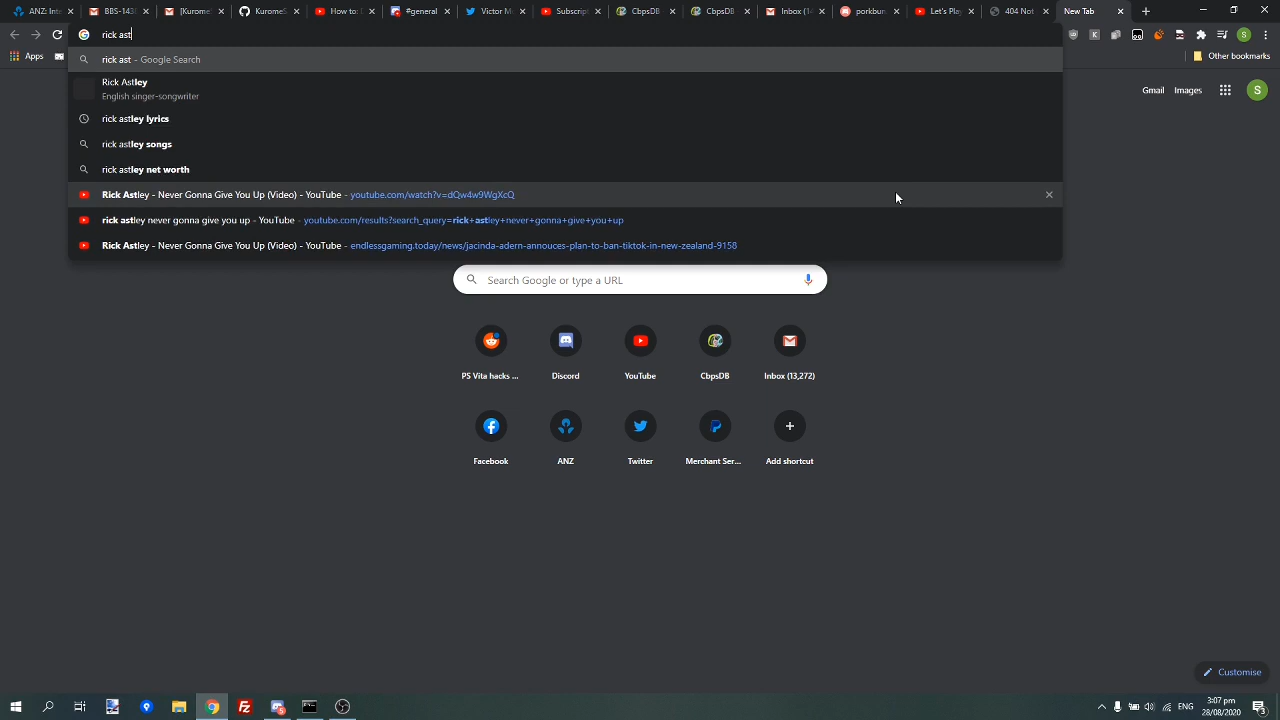 ANZ Inte
BBS-143
[Kurome
KuromeS
How to:
#general
Victor M
Subscript
CbpsDB
CbpsDB
Inbox (1
porkbun
Let's Play
404 Not
New Tab
rick ast
Apps
Other bookmarks
rick ast - Google Search
Rick Astley
English singer-songwriter
rick astley lyrics
rick astley songs
rick astley net worth
Rick Astley - Never Gonna Give You Up (Video) - YouTube - youtube.com/watch?v=dQw4w9WgXcQ
rick astley never gonna give you up - YouTube - youtube.com/results?search_query=rick+astley+never+gonna+give+you+up
Rick Astley - Never Gonna Give You Up (Video) - YouTube - endlessgaming.today/news/jacinda-adern-annouces-plan-to-ban-tiktok-in-new-zealand-9158
Gmail Images S
Search Google or type a URL
PS Vita hacks ... Discord YouTube CbpsDB Inbox (13,272)
Facebook ANZ Twitter Merchant Ser... Add shortcut
Customise
ENG
3:07 pm
28/08/2020